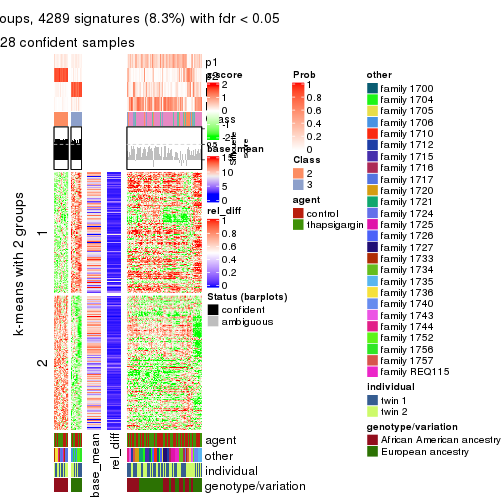 oups, 4289 signatures (8.3%) with fdr < 0.05
28 confident samples
p1
k-means with 2 groups
1
2
base_mean
rel_diff
agent
other
individual
genotype/variation
z-score
2
1
0
-1
-2
base_mean
15
10
5
0
rel_diff
1
0.8
0.6
0.4
0.2
0
Status (barplots)
confident
ambiguous
Prob
1
0.8
0.6
0.4
0.2
0
Class
2
3
agent
control
thapsigargin
other
family 1700
family 1704
family 1705
family 1706
family 1710
family 1712
family 1715
family 1716
family 1717
family 1720
family 1721
family 1724
family 1725
family 1726
family 1727
family 1733
family 1734
family 1735
family 1736
family 1740
family 1743
family 1744
family 1752
family 1756
family 1757
family REQ115
individual
twin 1
twin 2
genotype/variation
African American ancestry
European ancestry